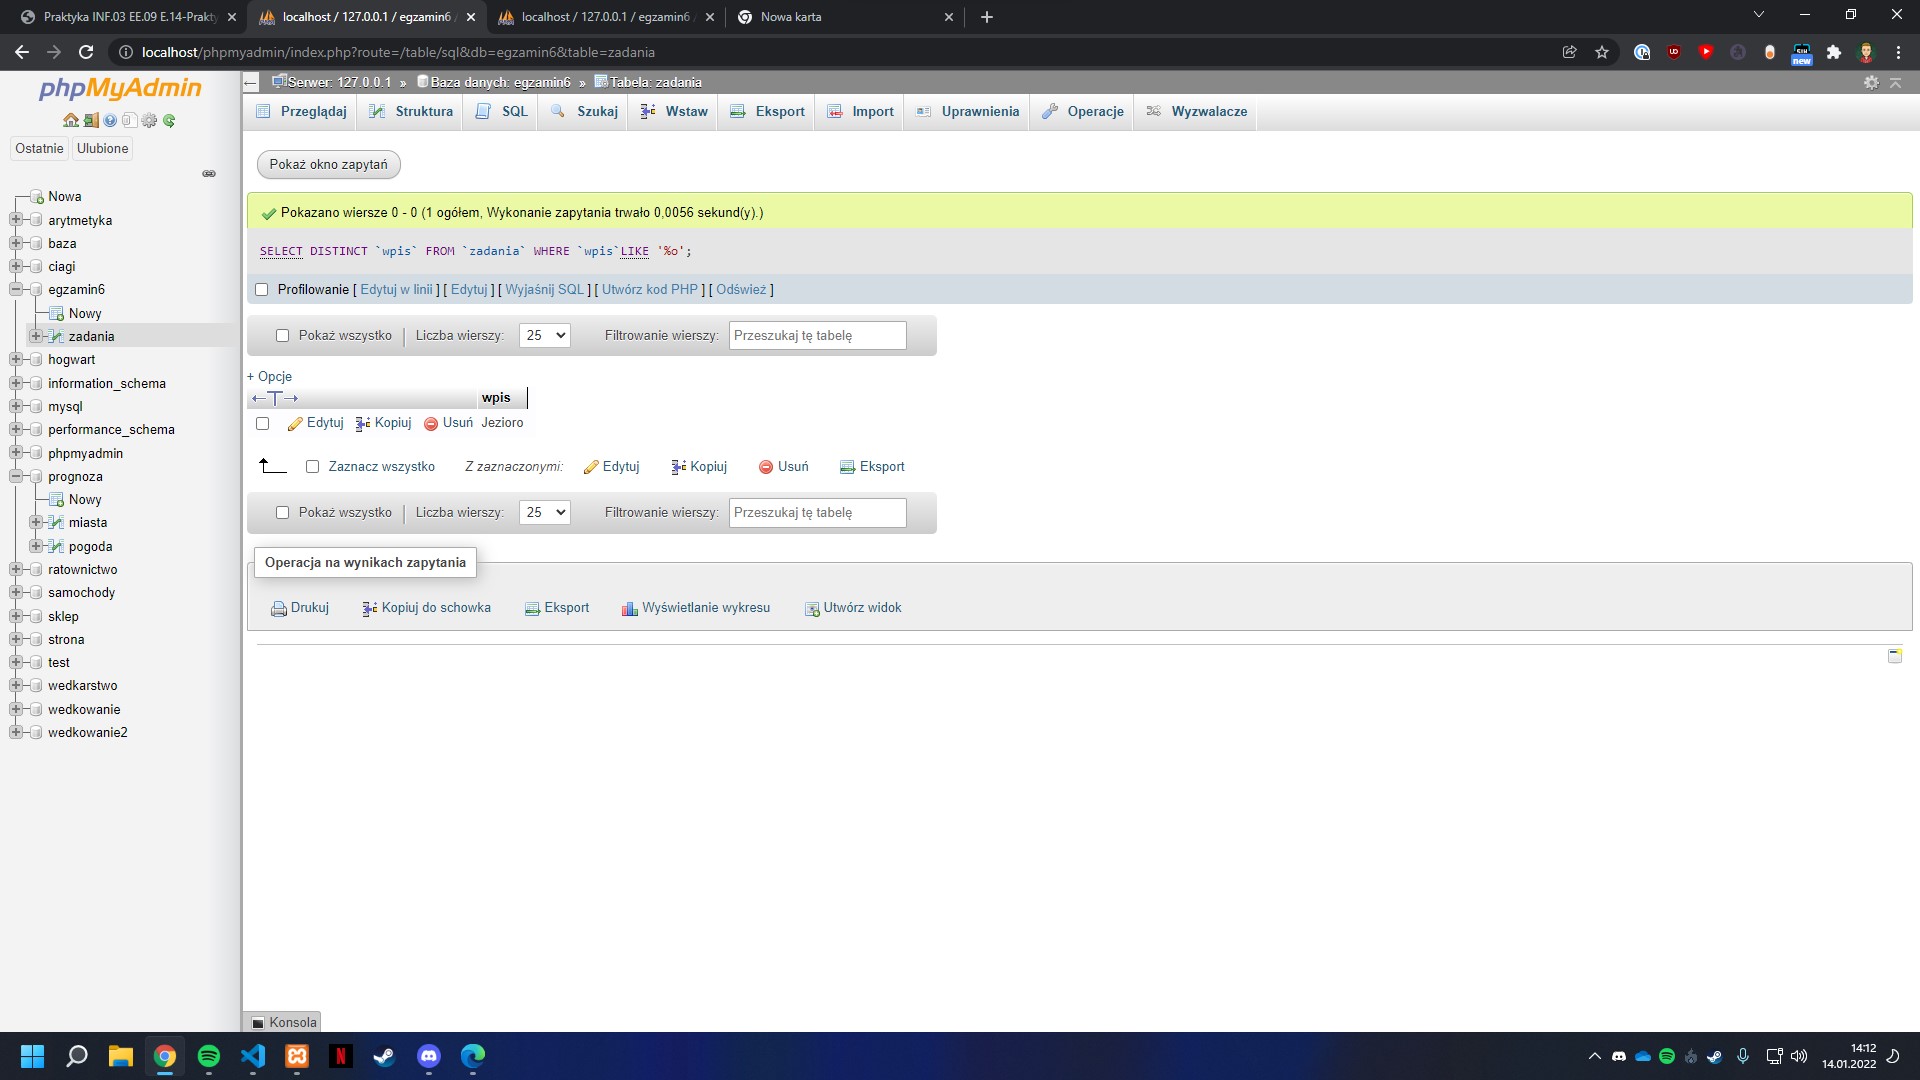 Praktyka INF.03 EE.09 E.14-Prakty
localhost / 127.0.0.1 / egzamin6 /
localhost / 127.0.0.1 / egzamin6 /
Nowa karta
localhost/phpmyadmin/index.php?route=/table/sql&db=egzamin6&table=zadania
new
phpMyAdmin
Ostatnie
Ulubione
Nowa
arytmetyka
baza
ciagi
egzamin6
Nowy
zadania
hogwart
information_schema
mysql
performance_schema
phpmyadmin
prognoza
Nowy
miasta
pogoda
ratownictwo
samochody
sklep
strona
test
wedkarstwo
wedkowanie
wedkowanie2
Serwer: 127.0.0.1 » Baza danych: egzamin6 » Tabela: zadania
Przeglądaj Struktura SQL Szukaj Wstaw Eksport Import Uprawnienia Operacje Wyzwalacze
Pokaż okno zapytań
Pokazano wiersze 0 - 0 (1 ogółem, Wykonanie zapytania trwało 0,0056 sekund(y).)
SELECT DISTINCT `wpis` FROM `zadania` WHERE `wpis`LIKE '%o';
Profilowanie [ Edytuj w linii ] [ Edytuj ] [ Wyjaśnij SQL ] [ Utwórz kod PHP ] [ Odśwież ]
Pokaż wszystko | Liczba wierszy: 25 Filtrowanie wierszy: Przeszukaj tę tabelę
+ Opcje
←T→ wpis
Edytuj Kopiuj Usuń Jezioro
Zaznacz wszystko Z zaznaczonymi: Edytuj Kopiuj Usuń Eksport
Pokaż wszystko | Liczba wierszy: 25 Filtrowanie wierszy: Przeszukaj tę tabelę
Operacja na wynikach zapytania
Drukuj Kopiuj do schowka Eksport Wyświetlanie wykresu Utwórz widok
Konsola
14:12
14.01.2022